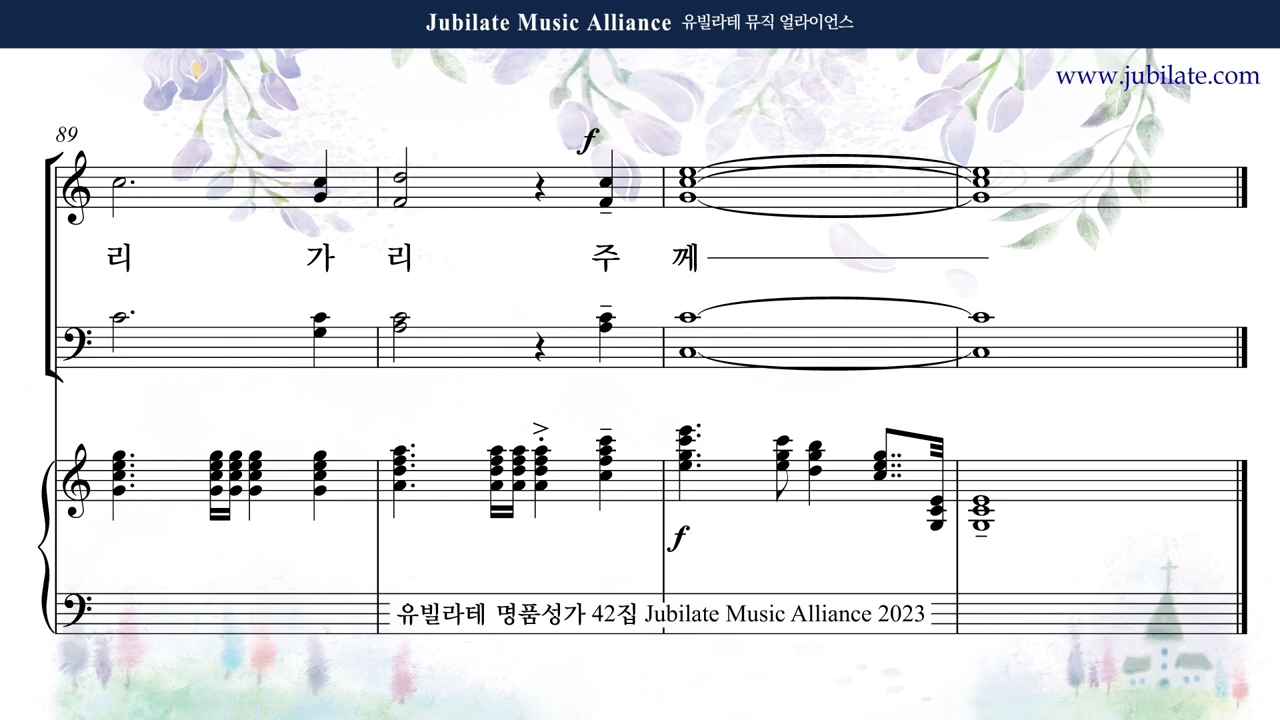 Jubilate Music Alliance 유빌라테 뮤직 얼라이언스
www.jubilate.com
89
f
리 가 리 주 께
f
유빌라테 명품성가 42집 Jubilate Music Alliance 2023